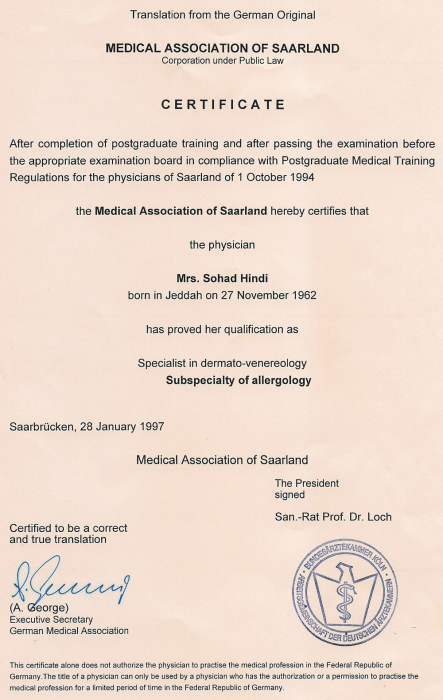 Translation from the German Original
MEDICAL ASSOCIATION OF SAARLAND
Corporation under Public Law
CERTIFICATE
After completion of postgraduate training and after passing the examination before
the appropriate examination board in compliance with Postgraduate Medical Training
Regulations for the physicians of Saarland of 1 October 1994
the Medical Association of Saarland hereby certifies that
the physician
Mrs. Sohad Hindi
born in Jeddah on 27 November 1962
has proved her qualification as
Specialist in dermato-venereology
Subspecialty of allergology
Saarbrücken, 28 January 1997
Medical Association of Saarland
The President
signed
San.-Rat Prof. Dr. Loch
Certified to be a correct
and true translation
(A. George)
Executive Secretary
German Medical Association
BUNDESÄRZTEKAMMER KÖLN
ARBEITSGEMEINSCHAFT DER DEUTSCHEN ÄRZTEKAMMERN
This certificate alone does not authorize the physician to practise the medical profession in the Federal Republic of
Germany.The title of a physician can only be used by a physician who has the authorization or a permission to practise the
medical profession for a limited period of time in the Federal Republic of Germany.